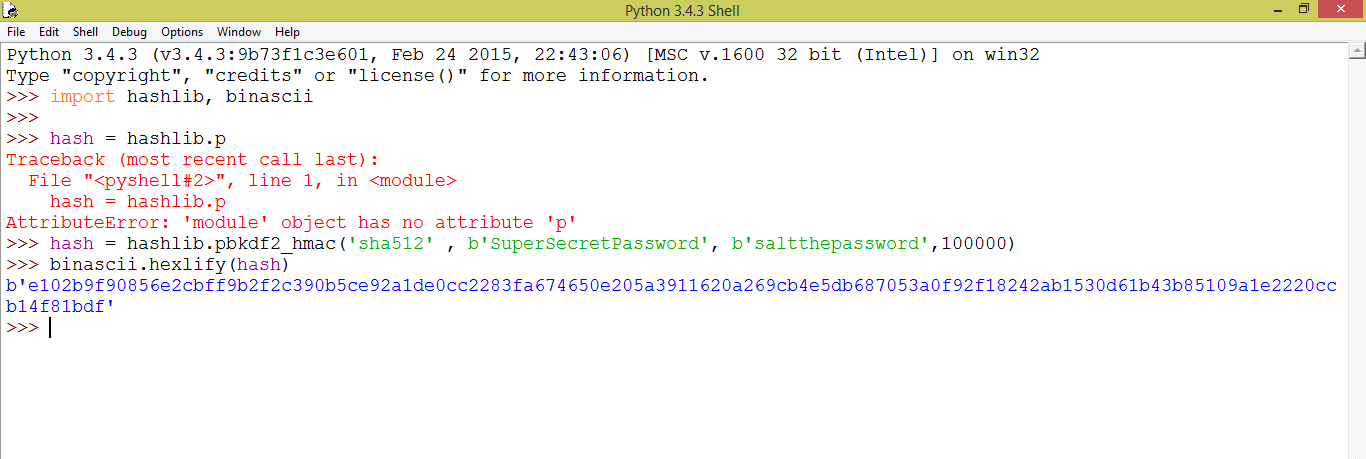 Python 3.4.3 Shell
File Edit Shell Debug Options Window Help
Python 3.4.3 (v3.4.3:9b73f1c3e601, Feb 24 2015, 22:43:06) [MSC v.1600 32 bit (Intel)] on win32
Type "copyright", "credits" or "license()" for more information.
>>> import hashlib, binascii
>>>
>>> hash = hashlib.p
Traceback (most recent call last):
  File "<pyshell#2>", line 1, in <module>
    hash = hashlib.p
AttributeError: 'module' object has no attribute 'p'
>>> hash = hashlib.pbkdf2_hmac('sha512' , b'SuperSecretPassword', b'saltthepassword',100000)
>>> binascii.hexlify(hash)
b'e102b9f90856e2cbff9b2f2c390b5ce92a1de0cc2283fa674650e205a3911620a269cb4e5db687053a0f92f18242ab1530d61b43b85109a1e2220cc
b14f81bdf'
>>>